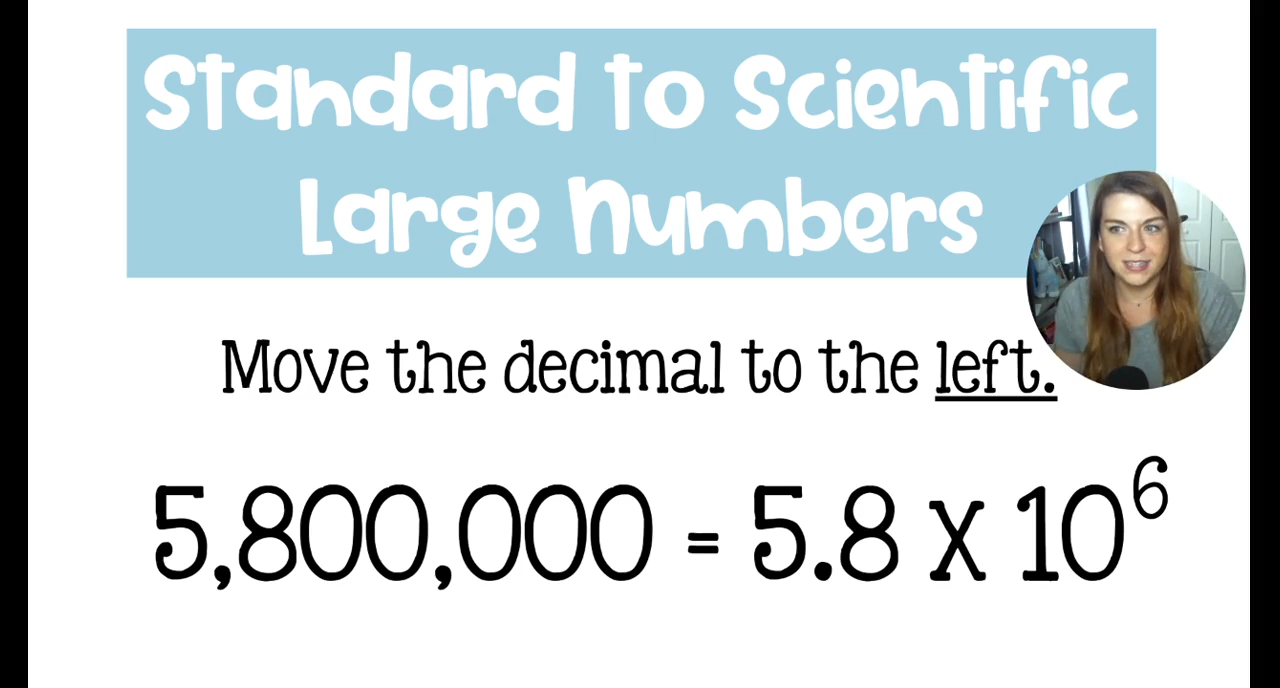 Standard to Scientific
Large Numbers
Move the decimal to the left.
5,800,000 = 5.8 x 10⁶